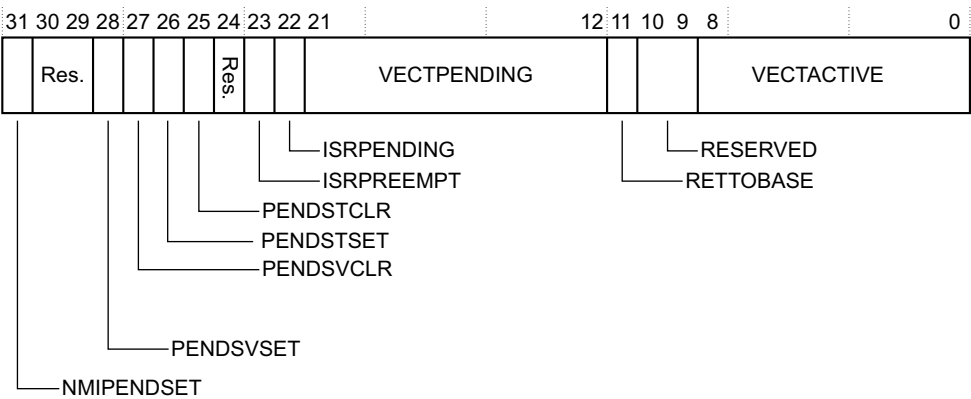 31 30 29 28 27 26 25 24 23 22 21 12 11 10 9 8 0
Res. Res. VECTPENDING VECTACTIVE
ISRPENDING RESERVED
ISRPREEMPT RETTOBASE
PENDSTCLR
PENDSTSET
PENDSVCLR
PENDSVSET
NMIPENDSET